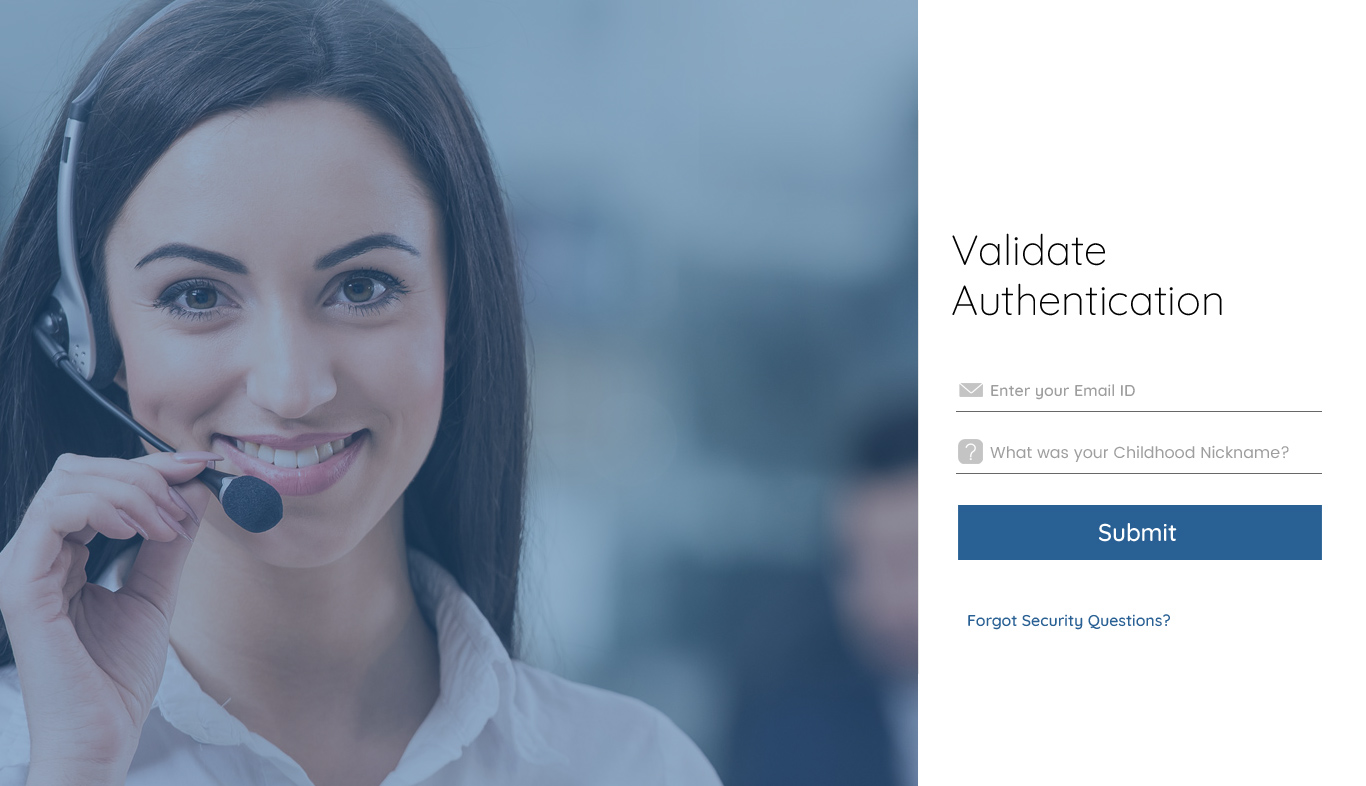 Validate
Authentication
Enter your Email ID
What was your Childhood Nickname?
Submit
Forgot Security Questions?